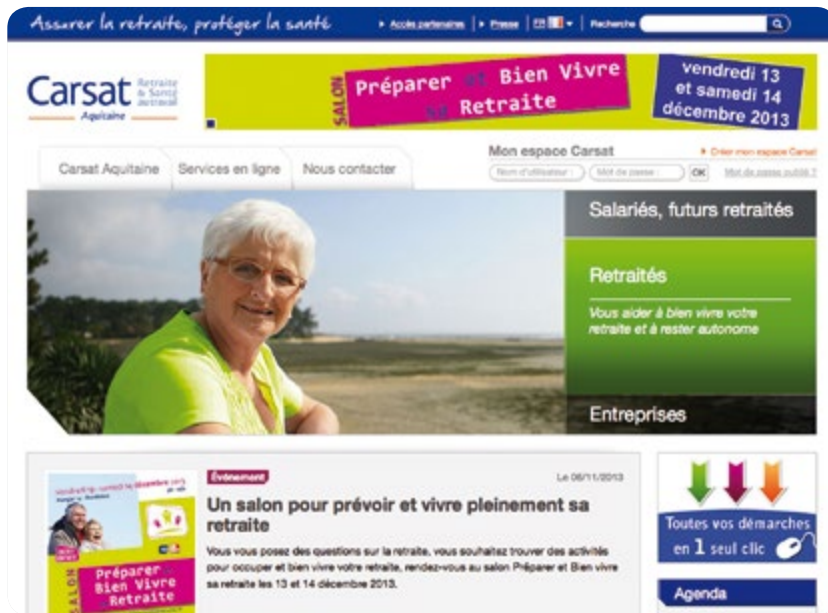 Assurer la retraite, protéger la santé
Accès partenaires
Presse
Recherche
Carsat Retraite & Santé au travail
Aquitaine
SALON
Préparer et Bien Vivre
sa Retraite
vendredi 13
et samedi 14
décembre 2013
Carsat Aquitaine
Services en ligne
Nous contacter
Mon espace Carsat
Créer mon espace Carsat
Nom d'utilisateur :
Mot de passe :
OK
Mot de passe oublié ?
Salariés, futurs retraités
Retraités
Vous aider à bien vivre votre
retraite et à rester autonome
Entreprises
Événement
Le 06/11/2013
Un salon pour prévoir et vivre pleinement sa
retraite
Vous vous posez des questions sur la retraite, vous souhaitez trouver des activités
pour occuper et bien vivre votre retraite, rendez-vous au salon Préparer et Bien vivre
sa retraite les 13 et 14 décembre 2013.
SALON
Préparer
Bien Vivre
Retraite
Toutes vos démarches
en 1 seul clic
Agenda